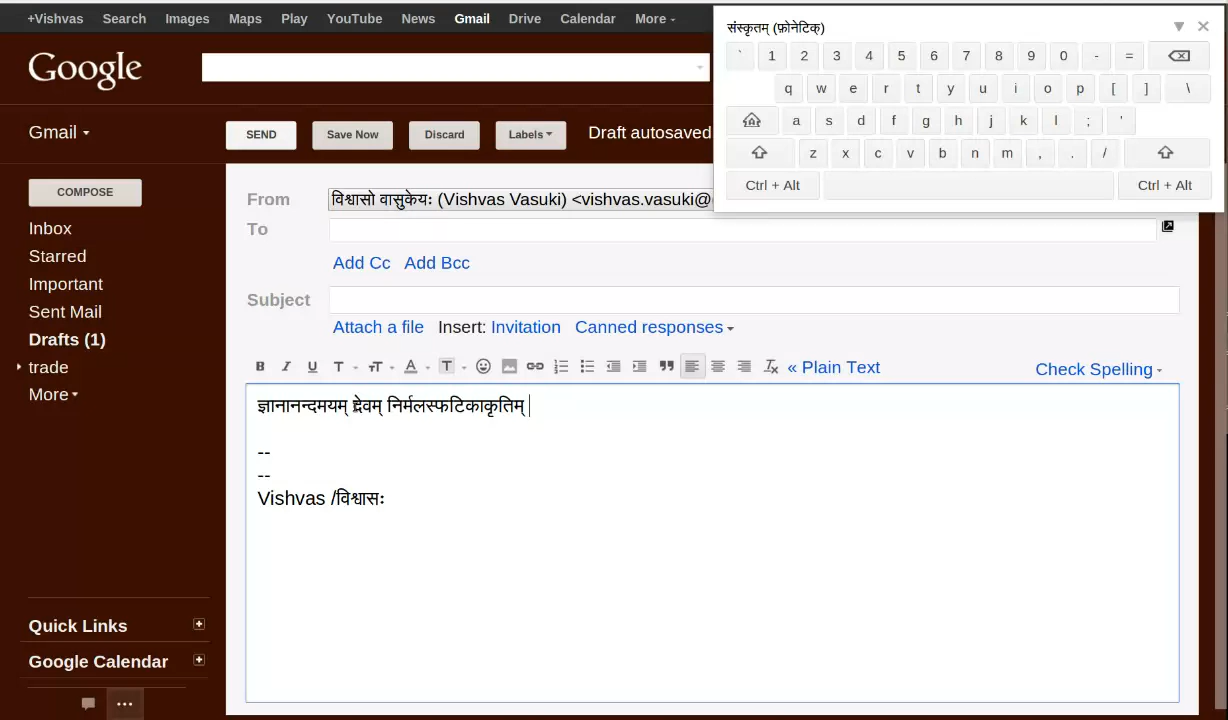 +Vishvas Search Images Maps Play YouTube News Gmail Drive Calendar More
संस्कृतम् (फ़ोनेटिक्)
` 1 2 3 4 5 6 7 8 9 0 - =
q w e r t y u i o p [ ] \
a s d f g h j k l ; '
z x c v b n m , . /
Ctrl + Alt Ctrl + Alt
Google
Gmail
SEND Save Now Discard Labels Draft autosaved
COMPOSE
Inbox
Starred
Important
Sent Mail
Drafts (1)
trade
More
From विश्वासो वासुकेयः (Vishvas Vasuki) <vishvas.vasuki@
To
Add Cc Add Bcc
Subject
Attach a file Insert: Invitation Canned responses
B I U T T A T « Plain Text Check Spelling
ज्ञानानन्दमयम् देवम् निर्मलस्फटिकाकृतिम्
--
--
Vishvas /विश्वासः
Quick Links
Google Calendar